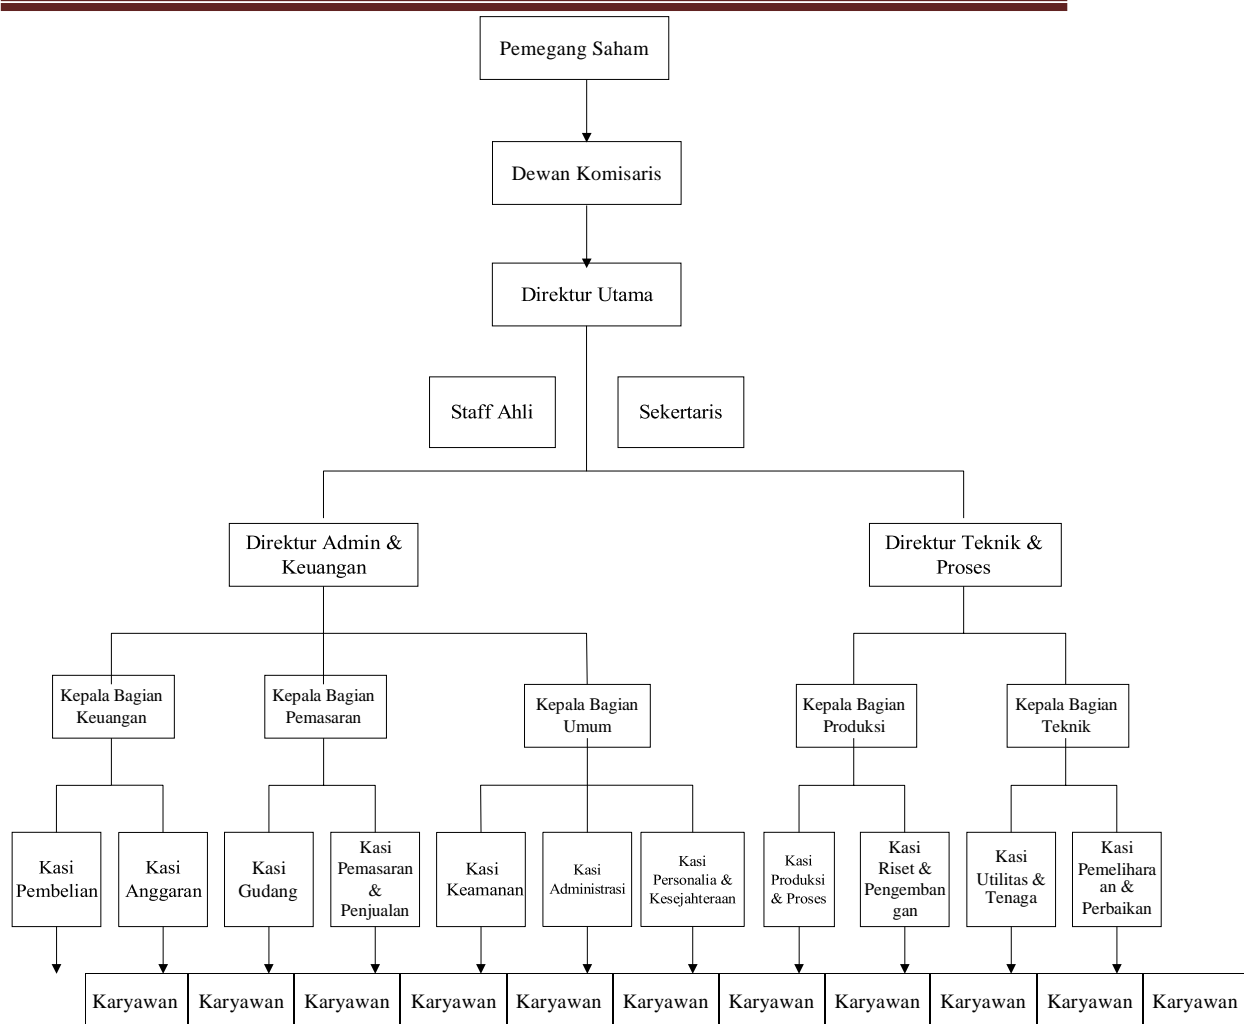 Pemegang Saham
Dewan Komisaris
Direktur Utama
Staff Ahli
Sekertaris
Direktur Admin &
Keuangan
Direktur Teknik &
Proses
Kepala Bagian
Keuangan
Kepala Bagian
Pemasaran
Kepala Bagian
Umum
Kepala Bagian
Produksi
Kepala Bagian
Teknik
Kasi
Pembelian
Kasi
Anggaran
Kasi
Gudang
Kasi
Pemasaran
&
Penjualan
Kasi
Keamanan
Kasi
Administrasi
Kasi
Personalia &
Kesejahteraan
Kasi
Produksi
& Proses
Kasi
Riset &
Pengemban
gan
Kasi
Utilitas &
Tenaga
Kasi
Pemelihara
an &
Perbaikan
Karyawan
Karyawan
Karyawan
Karyawan
Karyawan
Karyawan
Karyawan
Karyawan
Karyawan
Karyawan
Karyawan